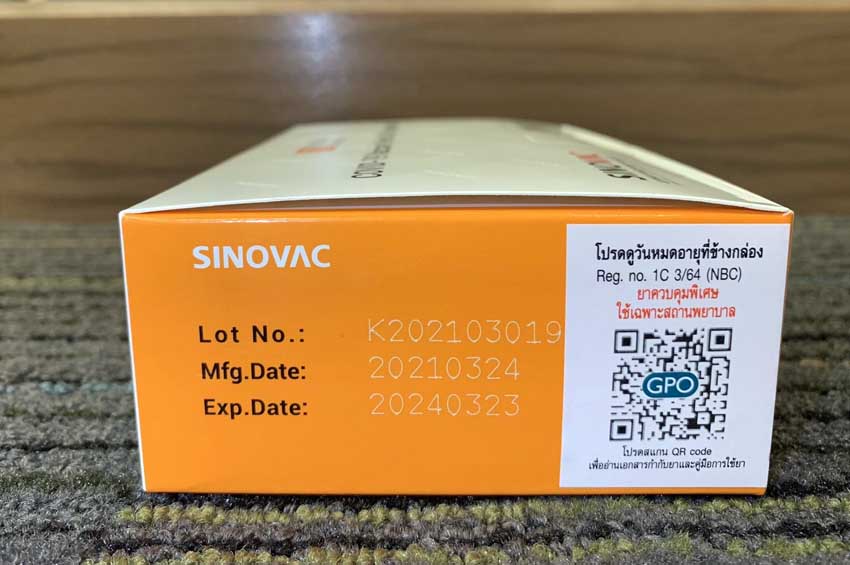 SINOVAC
Lot No.: K202103019
Mfg.Date: 20210324
Exp.Date: 20240323
โปรดดูวันหมดอายุที่ข้างกล่อง
Reg. no. 1C 3/64 (NBC)
ยาควบคุมพิเศษ
ใช้เฉพาะสถานพยาบาล
GPO
โปรดสแกน QR code
เพื่ออ่านเอกสารกำกับยาและคู่มือการใช้ยา